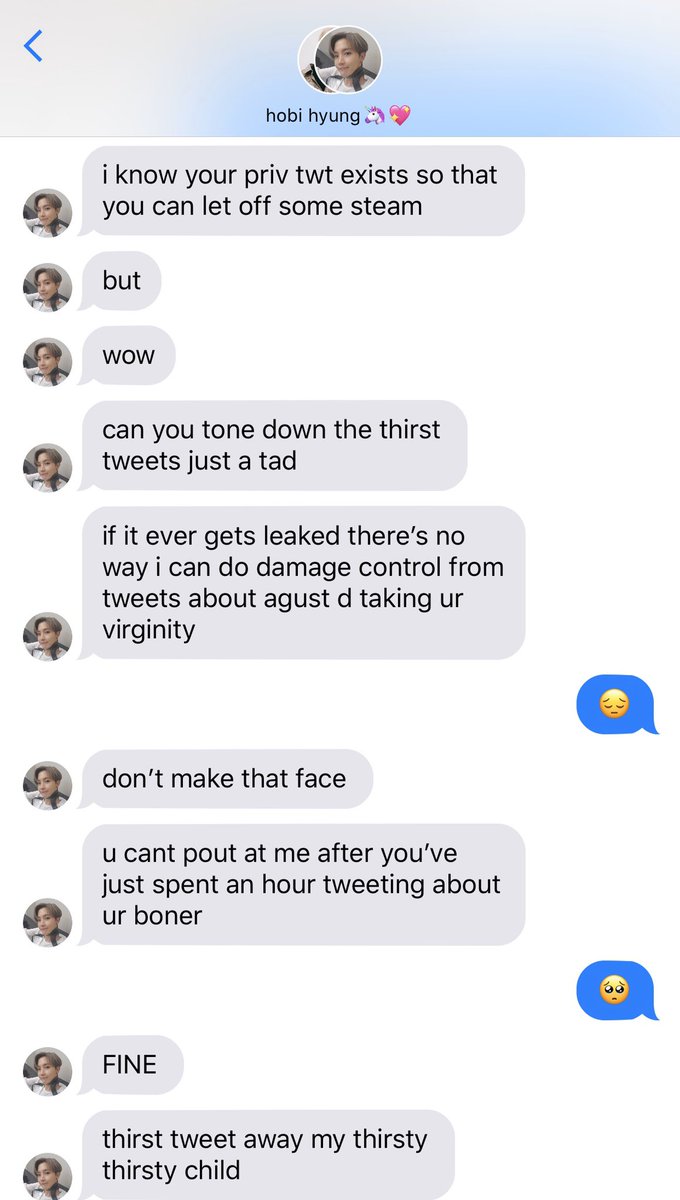 hobi hyung🦄💖
i know your priv twt exists so that
you can let off some steam
but
wow
can you tone down the thirst
tweets just a tad
if it ever gets leaked there’s no
way i can do damage control from
tweets about agust d taking ur
virginity
😔
don’t make that face
u cant pout at me after you’ve
just spent an hour tweeting about
ur boner
🥺
FINE
thirst tweet away my thirsty
thirsty child